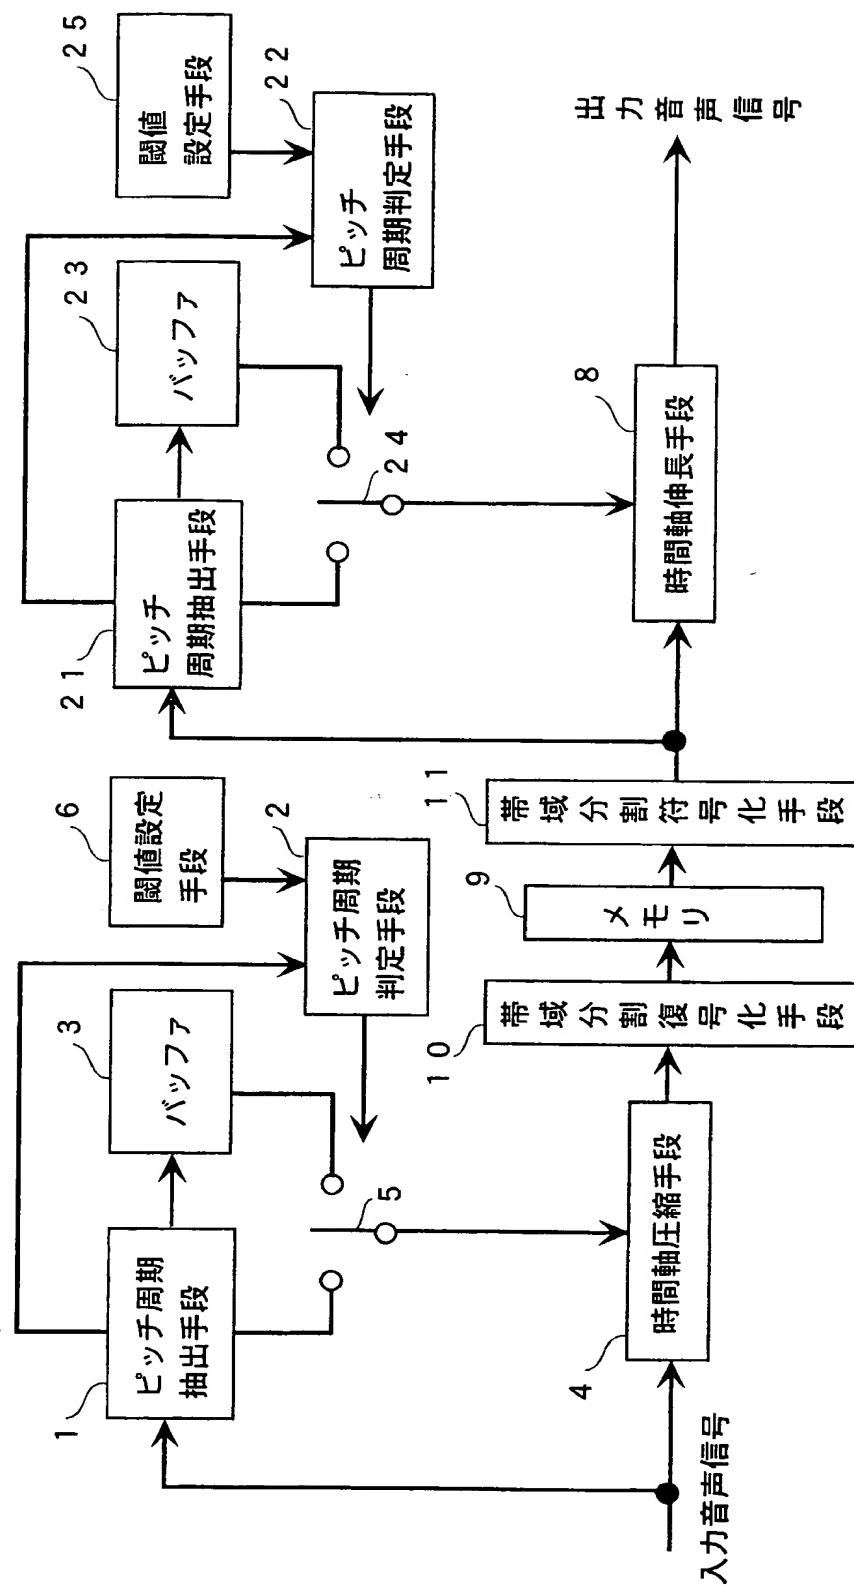 入力音声信号
1
ピッチ周期
抽出手段
3
バッファ
6
閾値設定
手段
2
ピッチ周期
判定手段
5
4
時間軸圧縮手段
10
帯域分割復号化手段
9
メモリ
11
帯域分割符号化手段
21
ピッチ
周期抽出手段
23
バッファ
25
閾値
設定手段
22
ピッチ
周期判定手段
24
8
時間軸伸長手段
出力音声信号